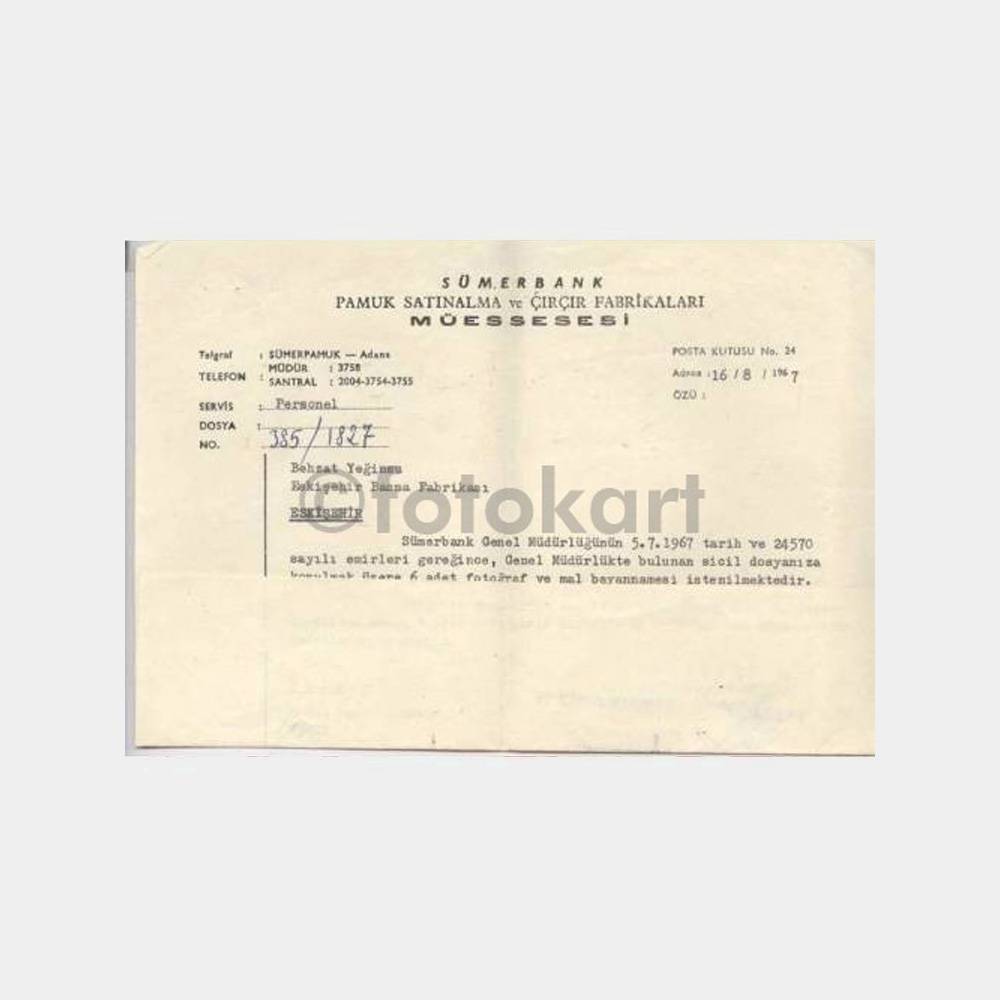 SÜMERBANK
PAMUK SATINALMA ve ÇIRÇIR FABRİKALARI
MÜESSESESİ
Telgraf : SÜMERPAMUK — Adana
POSTA KUTUSU No. 24
TELEFON : MÜDÜR : 3758
SANTRAL : 2004-3754-3755
Adana : 16 / 8 / 1967
ÖZÜ :
SERVİS : Personel
DOSYA :
NO. 385/1827
Behzat Yeğinsu
Eskişehir Basma Fabrikası
ESKİŞEHİR
©fotokart
Sümerbank Genel Müdürlüğünün 5.7.1967 tarih ve 24570
sayılı emirleri gereğince, Genel Müdürlükte bulunan sicil dosyanıza
konulmak üzere 6 adet fotoğraf ve mal beyannamesi istenilmektedir.